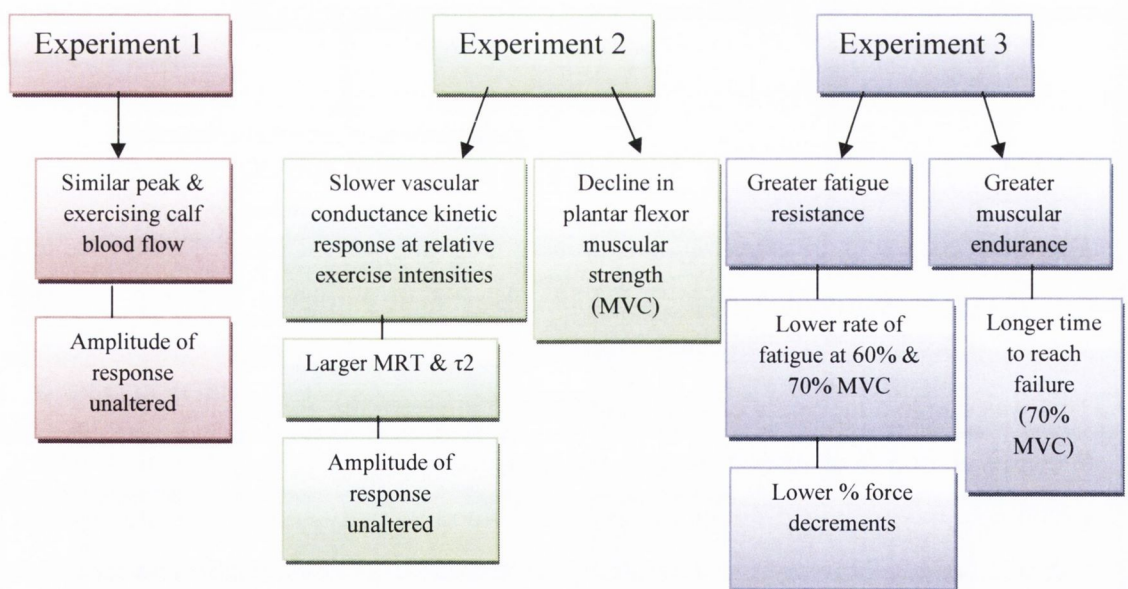 Experiment 1
Similar peak &
exercising calf
blood flow
Amplitude of
response
unaltered
Experiment 2
Slower vascular
conductance kinetic
response at relative
exercise intensities
Larger MRT & τ2
Amplitude of
response
unaltered
Decline in
plantar flexor
muscular
strength
(MVC)
Experiment 3
Greater fatigue
resistance
Lower rate of
fatigue at 60% &
70% MVC
Lower % force
decrements
Greater
muscular
endurance
Longer time
to reach
failure
(70%
MVC)